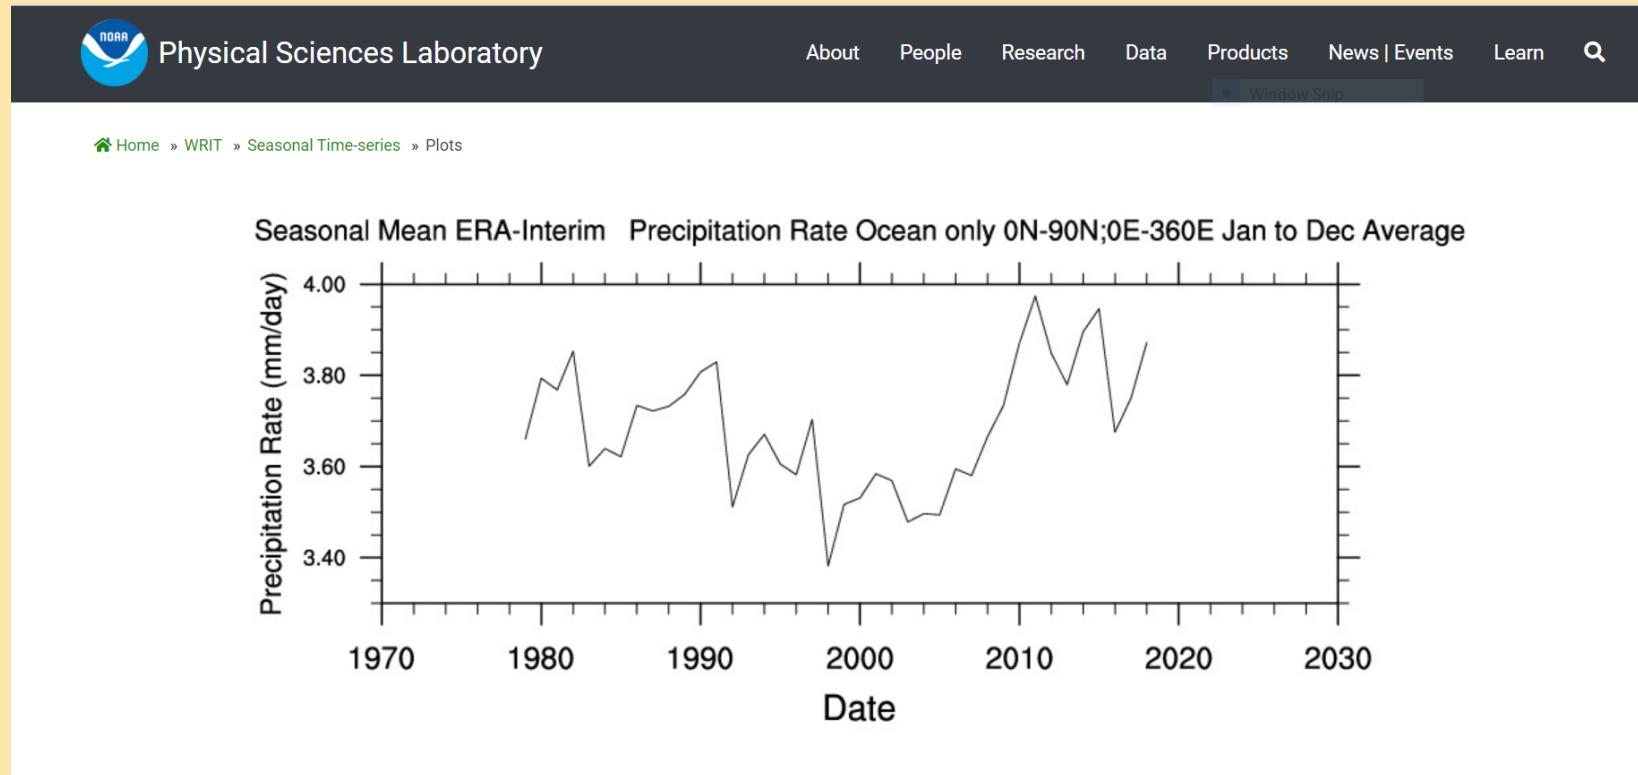 NOAA
Physical Sciences Laboratory
About People Research Data Products News | Events Learn
Window Snip
Home » WRIT » Seasonal Time-series » Plots
Seasonal Mean ERA-Interim Precipitation Rate Ocean only 0N-90N;0E-360E Jan to Dec Average
Precipitation Rate (mm/day)
4.00
3.80
3.60
3.40
1970 1980 1990 2000 2010 2020 2030
Date